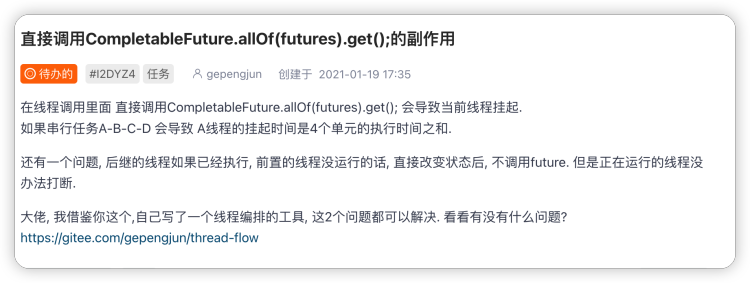 直接调用CompletableFuture.allOf(futures).get();的副作用
待办的 #I2DYZ4 任务 gepengjun 创建于 2021-01-19 17:35
在线程调用里面 直接调用CompletableFuture.allOf(futures).get(); 会导致当前线程挂起.
如果串行任务A-B-C-D 会导致 A线程的挂起时间是4个单元的执行时间之和.
还有一个问题, 后继的线程如果已经执行, 前置的线程没运行的话, 直接改变状态后, 不调用future. 但是正在运行的线程没
办法打断.
大佬, 我借鉴你这个,自己写了一个线程编排的工具, 这2个问题都可以解决. 看看有没有什么问题?
https://gitee.com/gepengjun/thread-flow